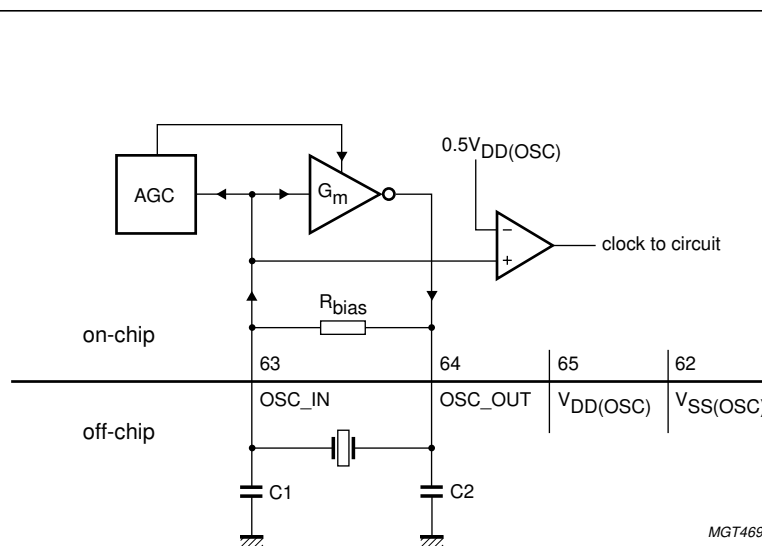 0.5VDD(OSC)
AGC
Gm
−
+
clock to circuit
Rbias
on-chip
63
64
65
62
OSC_IN
OSC_OUT
VDD(OSC)
VSS(OSC)
off-chip
C1
C2
MGT469